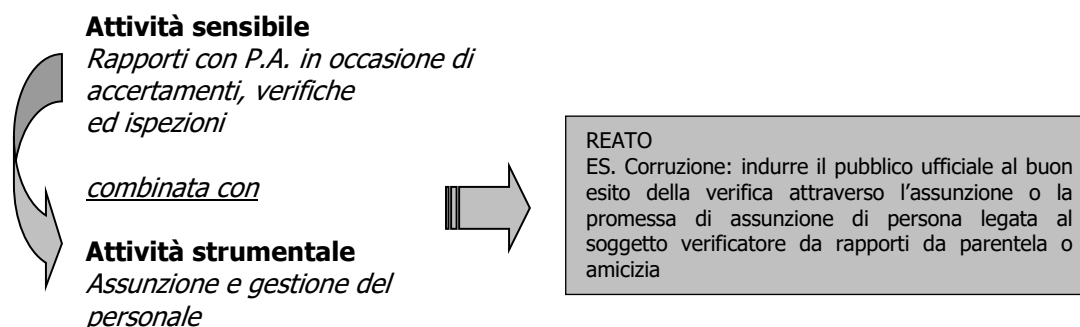 Attività sensibile
Rapporti con P.A. in occasione di
accertamenti, verifiche
ed ispezioni
combinata con
Attività strumentale
Assunzione e gestione del
personale
REATO
ES. Corruzione: indurre il pubblico ufficiale al buon
esito della verifica attraverso l’assunzione o la
promessa di assunzione di persona legata al
soggetto verificatore da rapporti da parentela o
amicizia